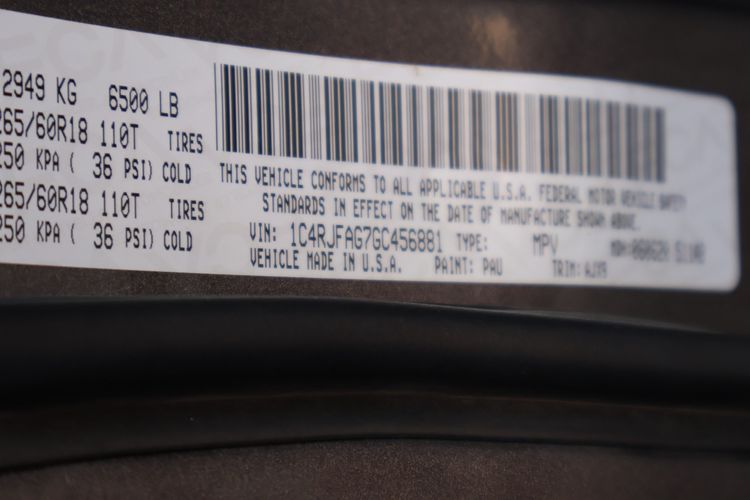 2949 KG 6500 LB
265/60R18 110T TIRES
250 KPA ( 36 PSI) COLD
265/60R18 110T TIRES
250 KPA ( 36 PSI) COLD
THIS VEHICLE CONFORMS TO ALL APPLICABLE U.S.A. FEDERAL MOTOR VEHICLE SAFETY
STANDARDS IN EFFECT ON THE DATE OF MANUFACTURE SHOWN ABOVE.
VIN: 1C4RJFAG7GC456881 TYPE: MPV
VEHICLE MADE IN U.S.A. PAINT: PAU TRIM: